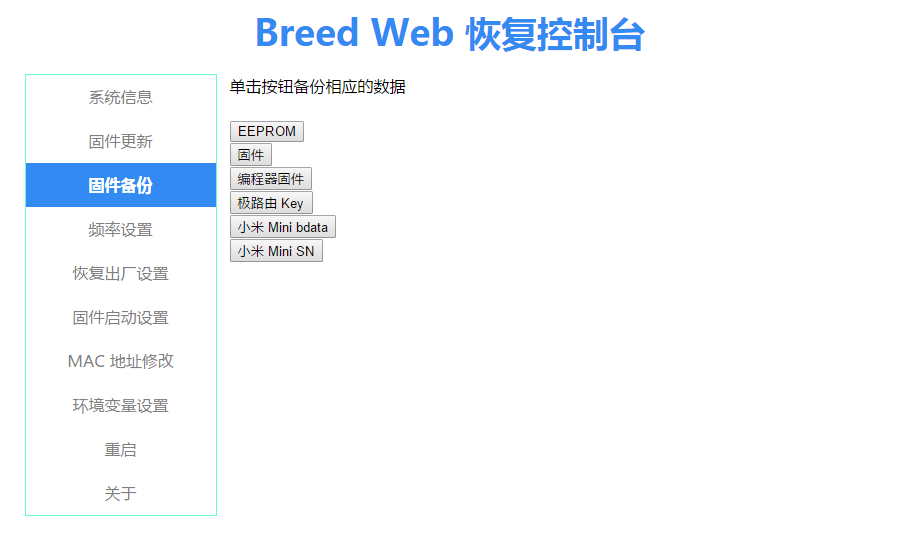 Breed Web 恢复控制台
系统信息
固件更新
固件备份
频率设置
恢复出厂设置
固件启动设置
MAC 地址修改
环境变量设置
重启
关于
单击按钮备份相应的数据
EEPROM
固件
编程器固件
极路由 Key
小米 Mini bdata
小米 Mini SN